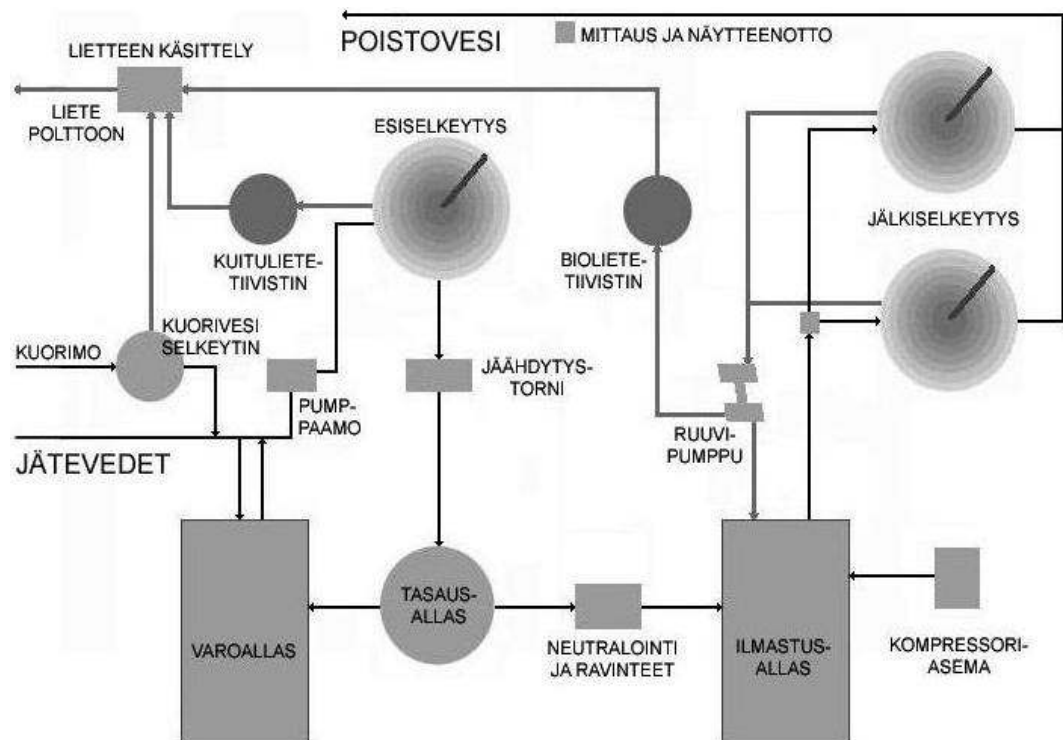 POISTOVESI
MITTAUS JA NÄYTTEENOTTO
LIETTEEN KÄSITTELY
LIETE
POLTTOON
ESISELKEYTYS
KUITULIETE-
TIIVISTIN
BIOLIETE-
TIIVISTIN
JÄLKISELKEYTYS
KUORIMO
KUORIVESI
SELKEYTIN
PUMP-
PAAMO
JÄÄHDYTYS-
TORNI
RUUVI-
PUMPPU
JÄTEVEDET
VAROALLAS
TASAUS-
ALLAS
NEUTRALOINTI
JA RAVINTEET
ILMASTUS-
ALLAS
KOMPRESSORI-
ASEMA